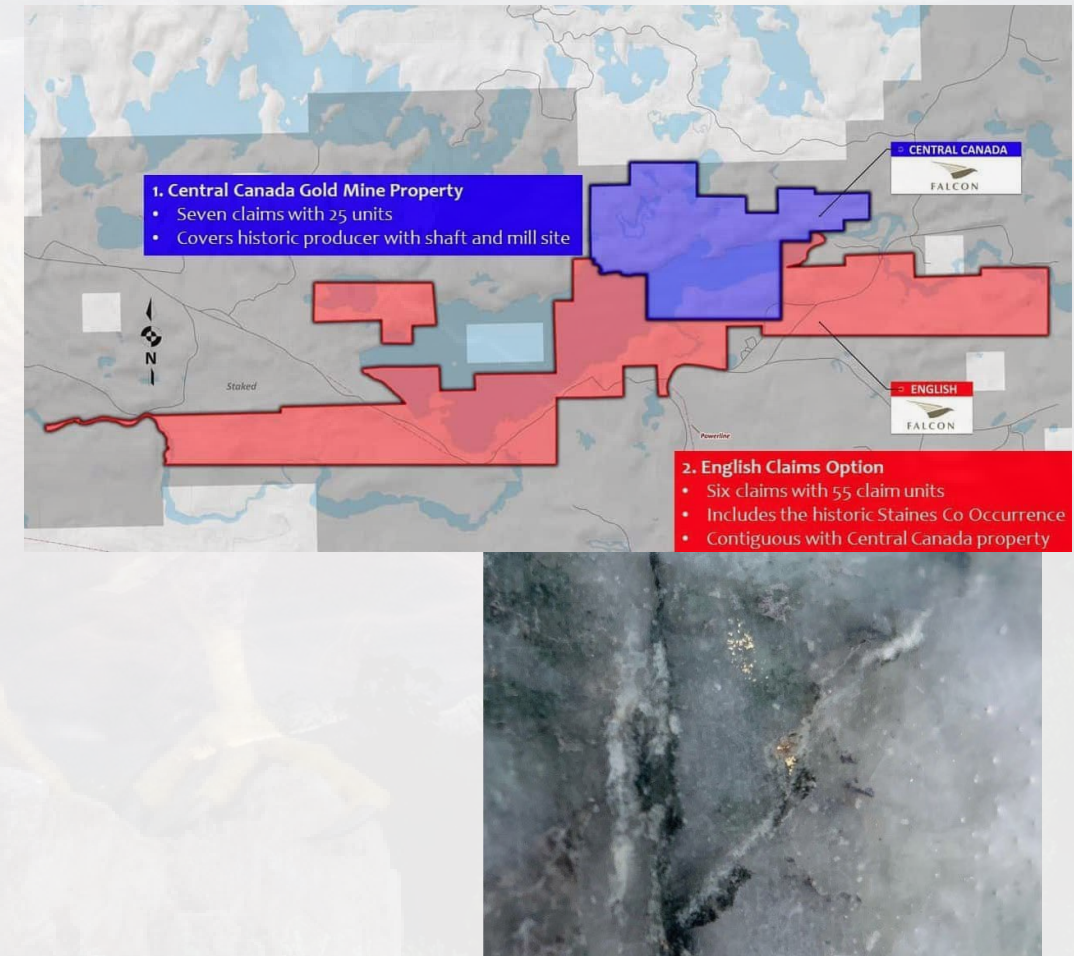 CENTRAL CANADA
FALCON
1. Central Canada Gold Mine Property
• Seven claims with 25 units
• Covers historic producer with shaft and mill site
N
Staked
ENGLISH
FALCON
Powerline
2. English Claims Option
• Six claims with 55 claim units
• Includes the historic Staines Co Occurrence
• Contiguous with Central Canada property